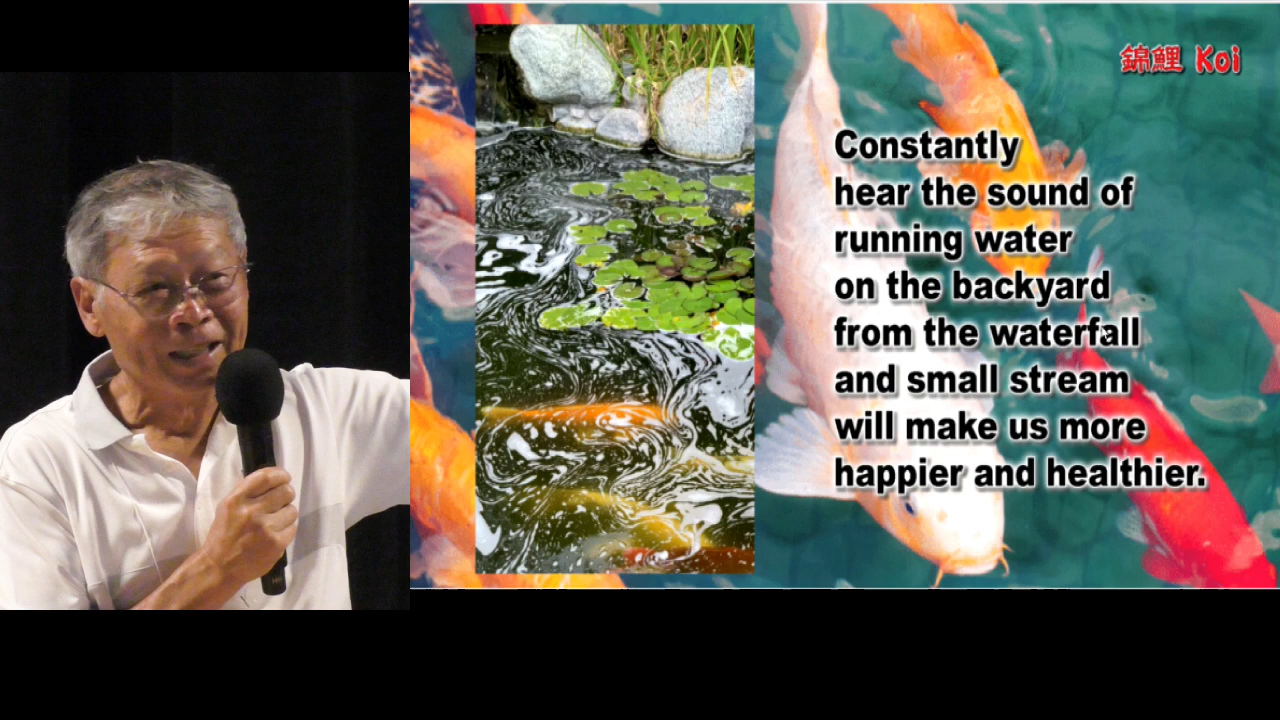 錦鯉 Koi
Constantly
hear the sound of
running water
on the backyard
from the waterfall
and small stream
will make us more
happier and healthier.